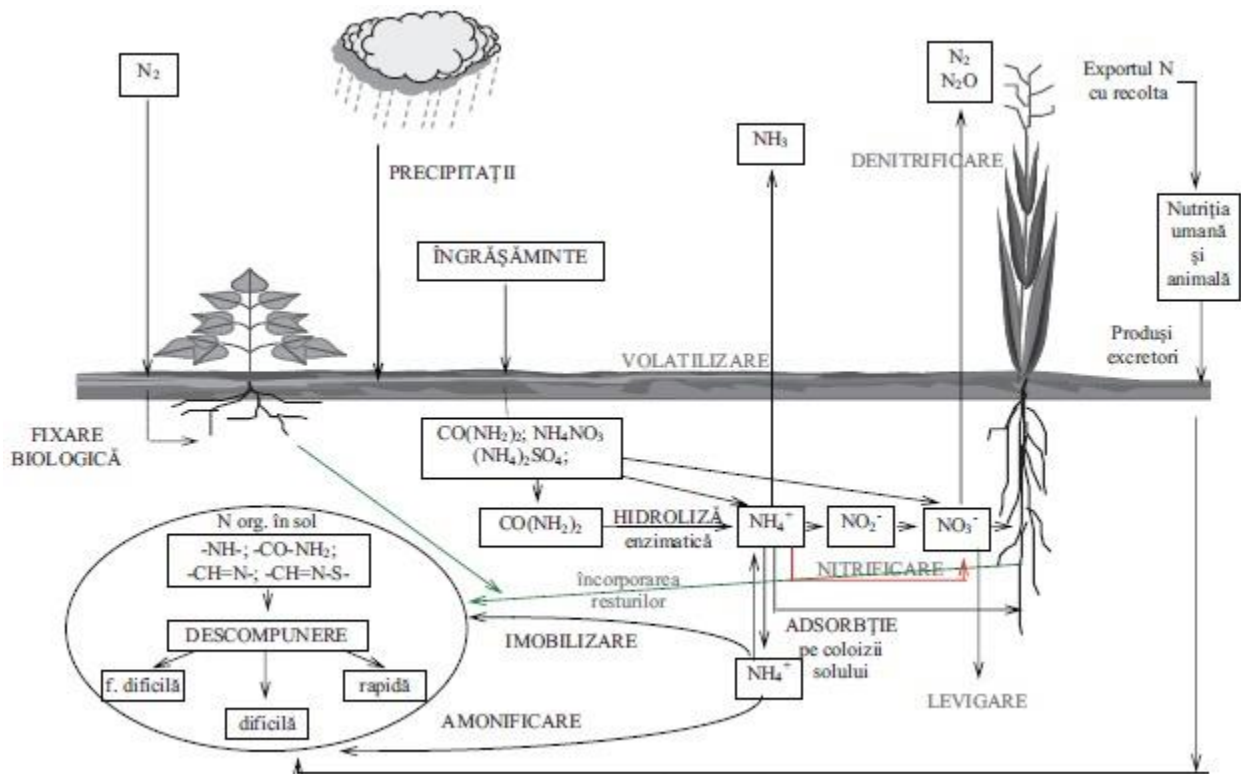 N₂
N₂
N₂O
Exportul N
cu recolta
NH₃
DENITRIFICARE
PRECIPITAȚII
Nutriția
umană
și
animală
ÎNGRĂȘĂMINTE
Produși
excretori
VOLATILIZARE
FIXARE
BIOLOGICĂ
CO(NH₂)₂; NH₄NO₃
(NH₄)₂SO₄;
CO(NH₂)₂
HIDROLIZĂ
enzimatică
NH₄⁺
NO₂⁻
NO₃⁻
N org. în sol
-NH-; -CO-NH₂;
-CH=N-; -CH=N-S-
NITRIFICARE
încorporarea
resturilor
DESCOMPUNERE
IMOBILIZARE
ADSORBȚIE
pe coloizii
solului
f. dificilă
rapidă
NH₄⁺
dificilă
AMONIFICARE
LEVIGARE